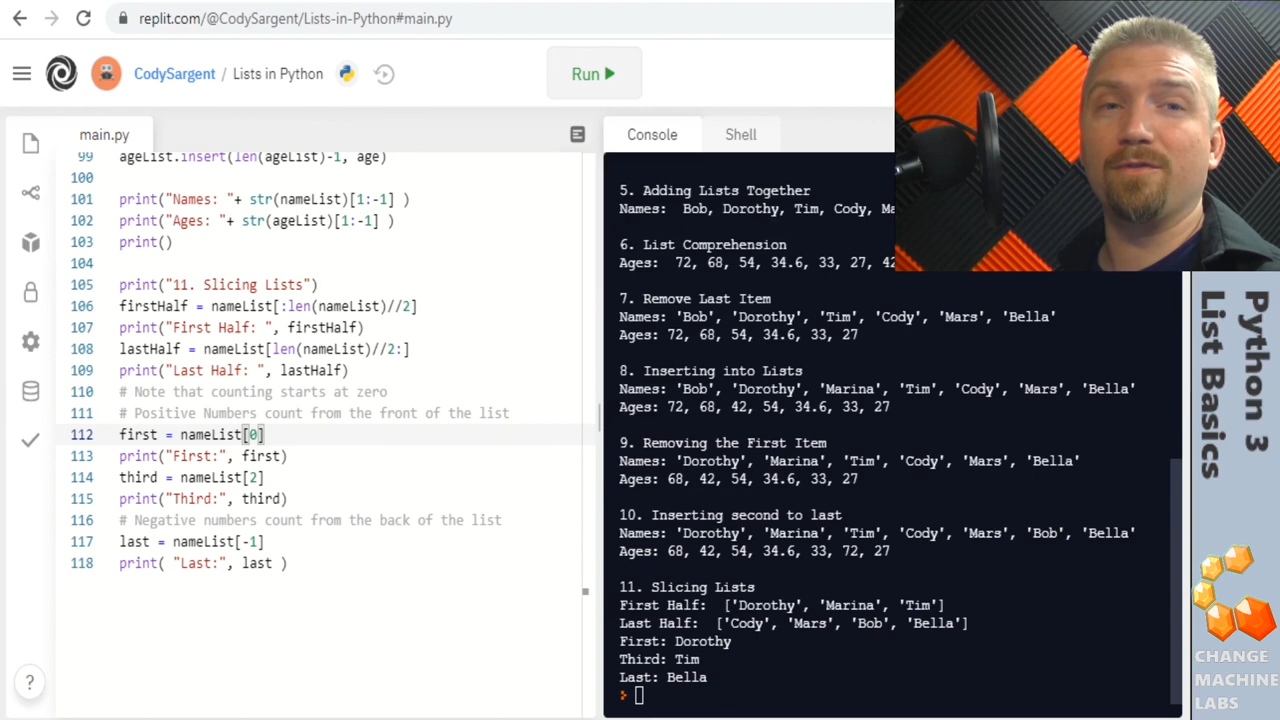 replit.com/@CodySargent/Lists-in-Python#main.py
CodySargent / Lists in Python
Run
main.py
99 ageList.insert(len(ageList)-1, age)
100
101 print("Names: "+ str(nameList)[1:-1] )
102 print("Ages: "+ str(ageList)[1:-1] )
103 print()
104
105 print("11. Slicing Lists")
106 firstHalf = nameList[:len(nameList)//2]
107 print("First Half: ", firstHalf)
108 lastHalf = nameList[len(nameList)//2:]
109 print("Last Half: ", lastHalf)
110 # Note that counting starts at zero
111 # Positive Numbers count from the front of the list
112 first = nameList[0]
113 print("First:", first)
114 third = nameList[2]
115 print("Third:", third)
116 # Negative numbers count from the back of the list
117 last = nameList[-1]
118 print( "Last:", last )
?
Console Shell
5. Adding Lists Together
Names:  Bob, Dorothy, Tim, Cody, Ma
6. List Comprehension
Ages:  72, 68, 54, 34.6, 33, 27, 42
7. Remove Last Item
Names: 'Bob', 'Dorothy', 'Tim', 'Cody', 'Mars', 'Bella'
Ages: 72, 68, 54, 34.6, 33, 27
8. Inserting into Lists
Names: 'Bob', 'Dorothy', 'Marina', 'Tim', 'Cody', 'Mars', 'Bella'
Ages: 72, 68, 42, 54, 34.6, 33, 27
9. Removing the First Item
Names: 'Dorothy', 'Marina', 'Tim', 'Cody', 'Mars', 'Bella'
Ages: 68, 42, 54, 34.6, 33, 27
10. Inserting second to last
Names: 'Dorothy', 'Marina', 'Tim', 'Cody', 'Mars', 'Bob', 'Bella'
Ages: 68, 42, 54, 34.6, 33, 72, 27
11. Slicing Lists
First Half:  ['Dorothy', 'Marina', 'Tim']
Last Half:  ['Cody', 'Mars', 'Bob', 'Bella']
First: Dorothy
Third: Tim
Last: Bella
Python 3
List Basics
CHANGE
MACHINE
LABS